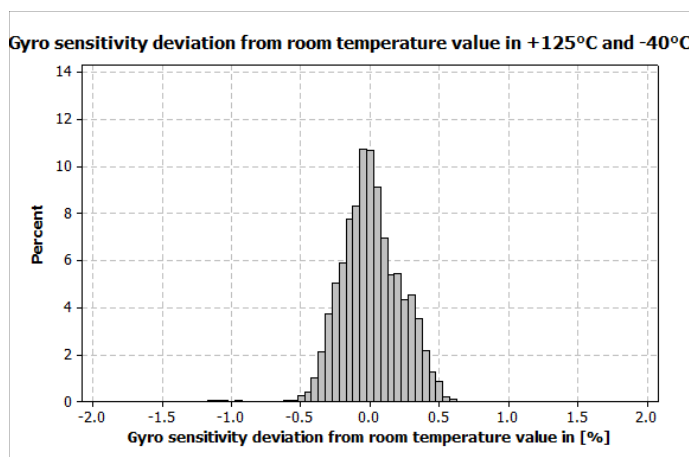 Gyro sensitivity deviation from room temperature value in +125°C and -40°C
14
12
10
8
6
4
2
0
Percent
-2.0 -1.5 -1.0 -0.5 0.0 0.5 1.0 1.5 2.0
Gyro sensitivity deviation from room temperature value in [%]